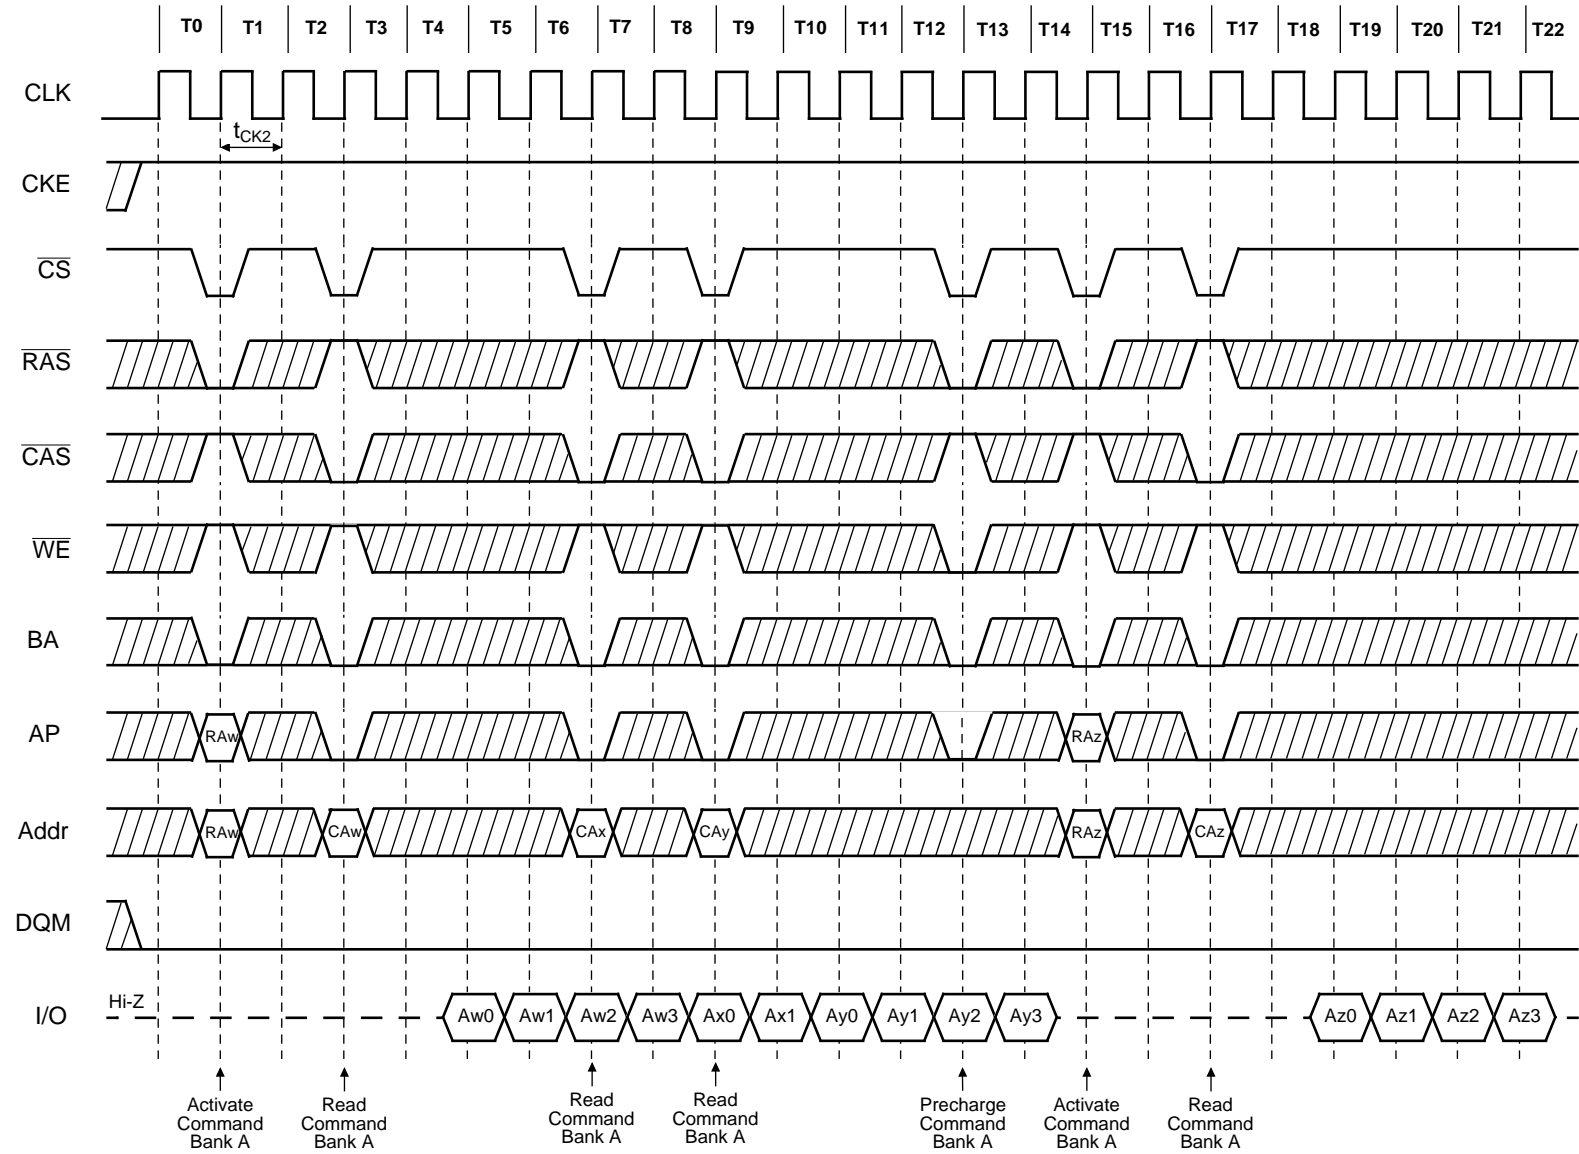 T0 T1 T2 T3 T4 T5 T6 T7 T8 T9 T10 T11 T12 T13 T14 T15 T16 T17 T18 T19 T20 T21 T22
CLK
tCK2
CKE
CS
RAS
CAS
WE
BA
AP RAw RAz
Addr RAw CAw CAx CAy RAz CAz
DQM
I/O Hi-Z Aw0 Aw1 Aw2 Aw3 Ax0 Ax1 Ay0 Ay1 Ay2 Ay3 Az0 Az1 Az2 Az3
Activate
Command
Bank A
Read
Command
Bank A
Read
Command
Bank A
Read
Command
Bank A
Precharge
Command
Bank A
Activate
Command
Bank A
Read
Command
Bank A